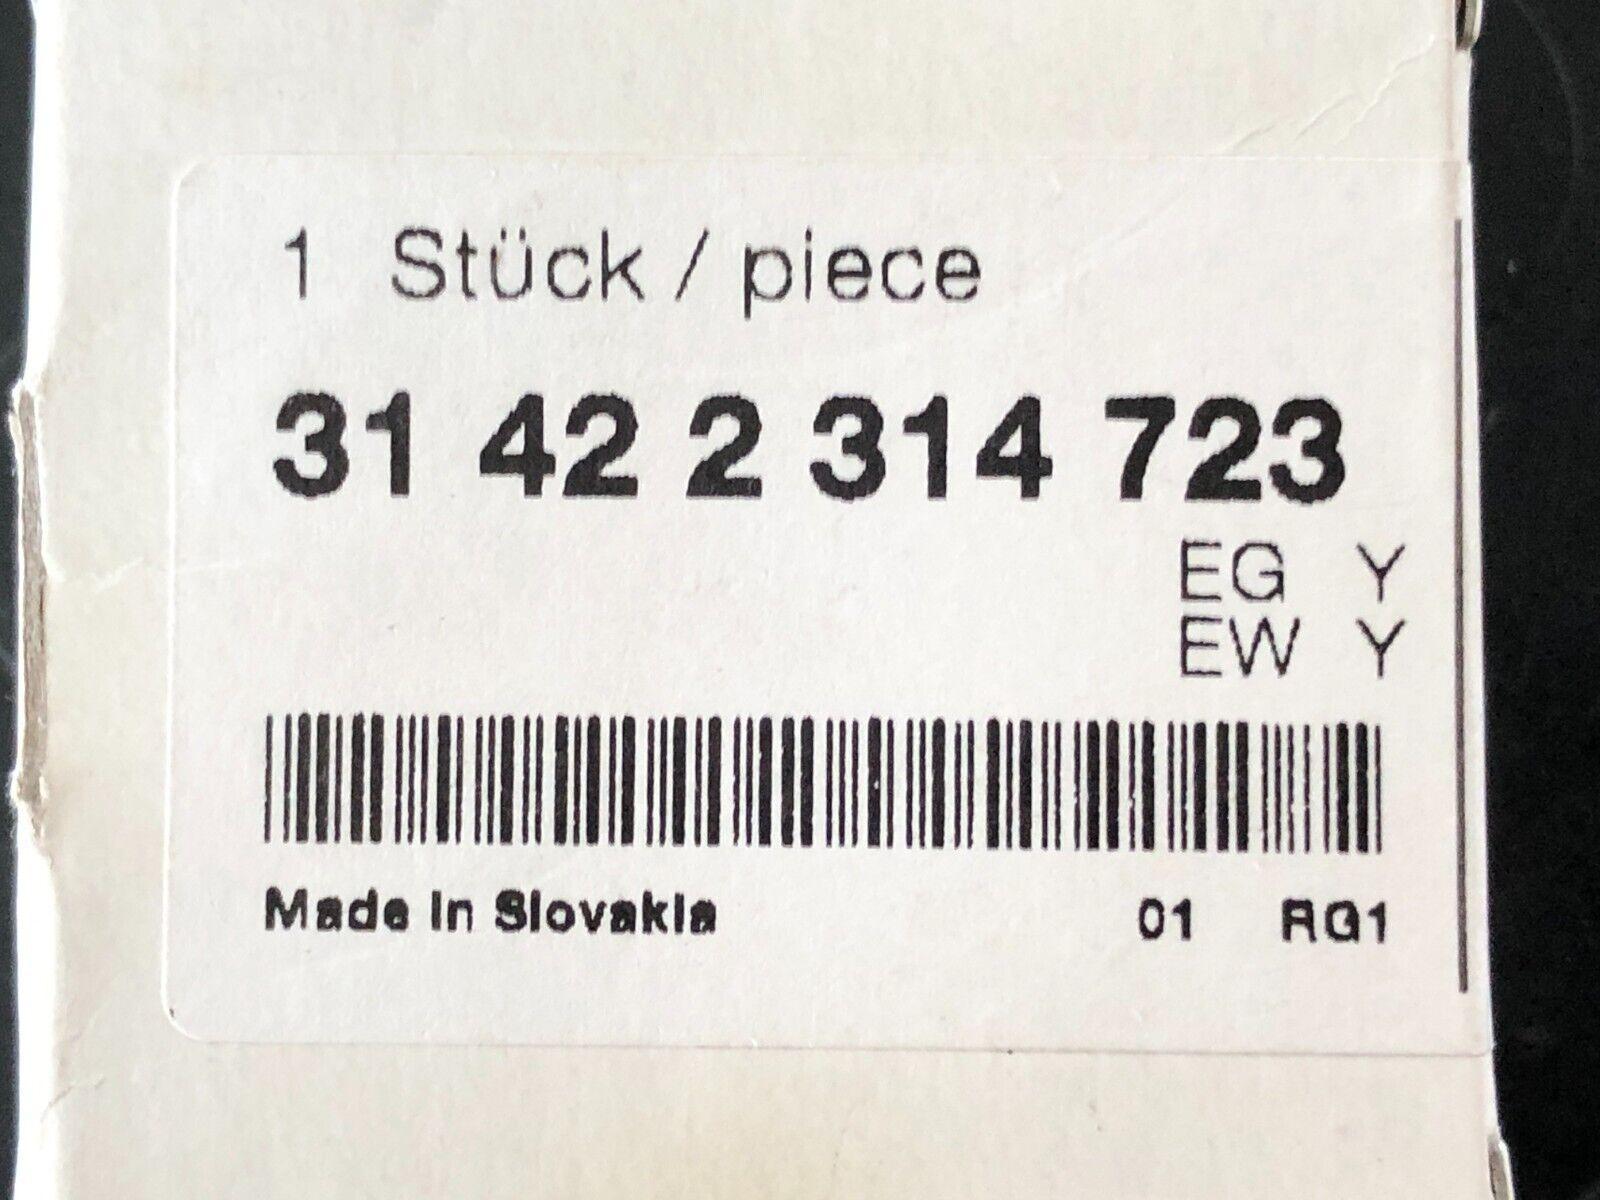 1 Stück / piece
31 42 2 314 723
EG Y
EW Y
Made in Slovakia 01 RG1